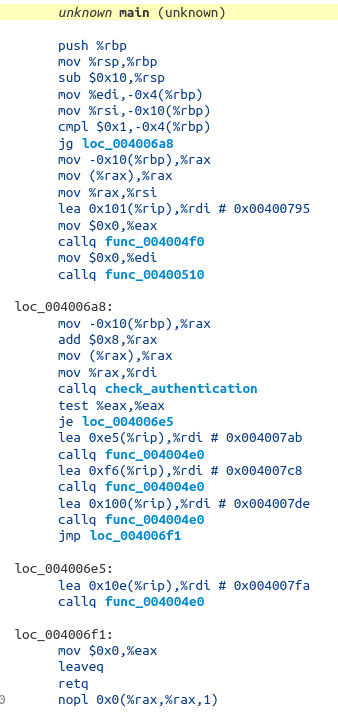 unknown main (unknown)
push %rbp
mov %rsp,%rbp
sub $0x10,%rsp
mov %edi,-0x4(%rbp)
mov %rsi,-0x10(%rbp)
cmpl $0x1,-0x4(%rbp)
jg loc_004006a8
mov -0x10(%rbp),%rax
mov (%rax),%rax
mov %rax,%rsi
lea 0x101(%rip),%rdi # 0x00400795
mov $0x0,%eax
callq func_004004f0
mov $0x0,%edi
callq func_00400510
loc_004006a8:
mov -0x10(%rbp),%rax
add $0x8,%rax
mov (%rax),%rax
mov %rax,%rdi
callq check_authentication
test %eax,%eax
je loc_004006e5
lea 0xe5(%rip),%rdi # 0x004007ab
callq func_004004e0
lea 0xf6(%rip),%rdi # 0x004007c8
callq func_004004e0
lea 0x100(%rip),%rdi # 0x004007de
callq func_004004e0
jmp loc_004006f1
loc_004006e5:
lea 0x10e(%rip),%rdi # 0x004007fa
callq func_004004e0
loc_004006f1:
mov $0x0,%eax
leaveq
retq
0 nopl 0x0(%rax,%rax,1)